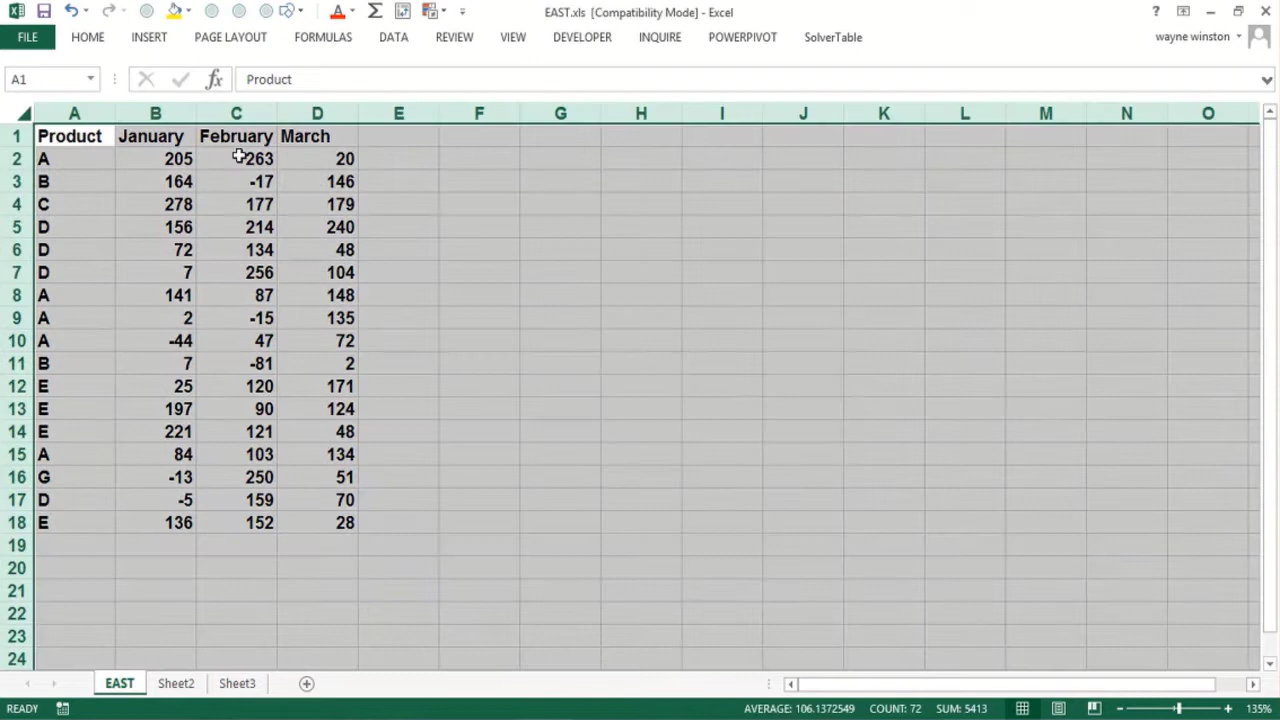 EAST.xls [Compatibility Mode] - Excel
FILE HOME INSERT PAGE LAYOUT FORMULAS DATA REVIEW VIEW DEVELOPER INQUIRE POWERPIVOT SolverTable wayne winston
A1 fx Product
A B C D E F G H I J K L M N O
1 Product January February March
2 A 205 263 20
3 B 164 -17 146
4 C 278 177 179
5 D 156 214 240
6 D 72 134 48
7 D 7 256 104
8 A 141 87 148
9 A 2 -15 135
10 A -44 47 72
11 B 7 -81 2
12 E 25 120 171
13 E 197 90 124
14 E 221 121 48
15 A 84 103 134
16 G -13 250 51
17 D -5 159 70
18 E 136 152 28
19
20
21
22
23
24
EAST Sheet2 Sheet3
READY AVERAGE: 106.1372549 COUNT: 72 SUM: 5413 135%